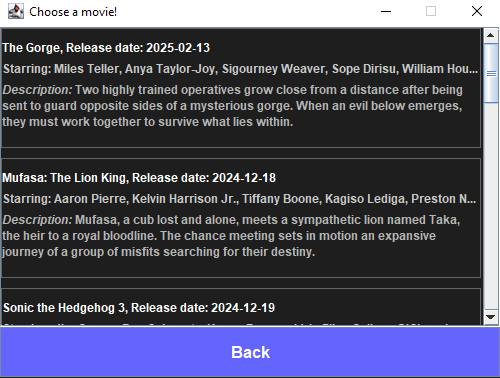 Choose a movie!
The Gorge, Release date: 2025-02-13
Starring: Miles Teller, Anya Taylor-Joy, Sigourney Weaver, Sope Dirisu, William Hou...
Description: Two highly trained operatives grow close from a distance after being
sent to guard opposite sides of a mysterious gorge. When an evil below emerges,
they must work together to survive what lies within.
Mufasa: The Lion King, Release date: 2024-12-18
Starring: Aaron Pierre, Kelvin Harrison Jr., Tiffany Boone, Kagiso Lediga, Preston N...
Description: Mufasa, a cub lost and alone, meets a sympathetic lion named Taka,
the heir to a royal bloodline. The chance meeting sets in motion an expansive
journey of a group of misfits searching for their destiny.
Sonic the Hedgehog 3, Release date: 2024-12-19
Back